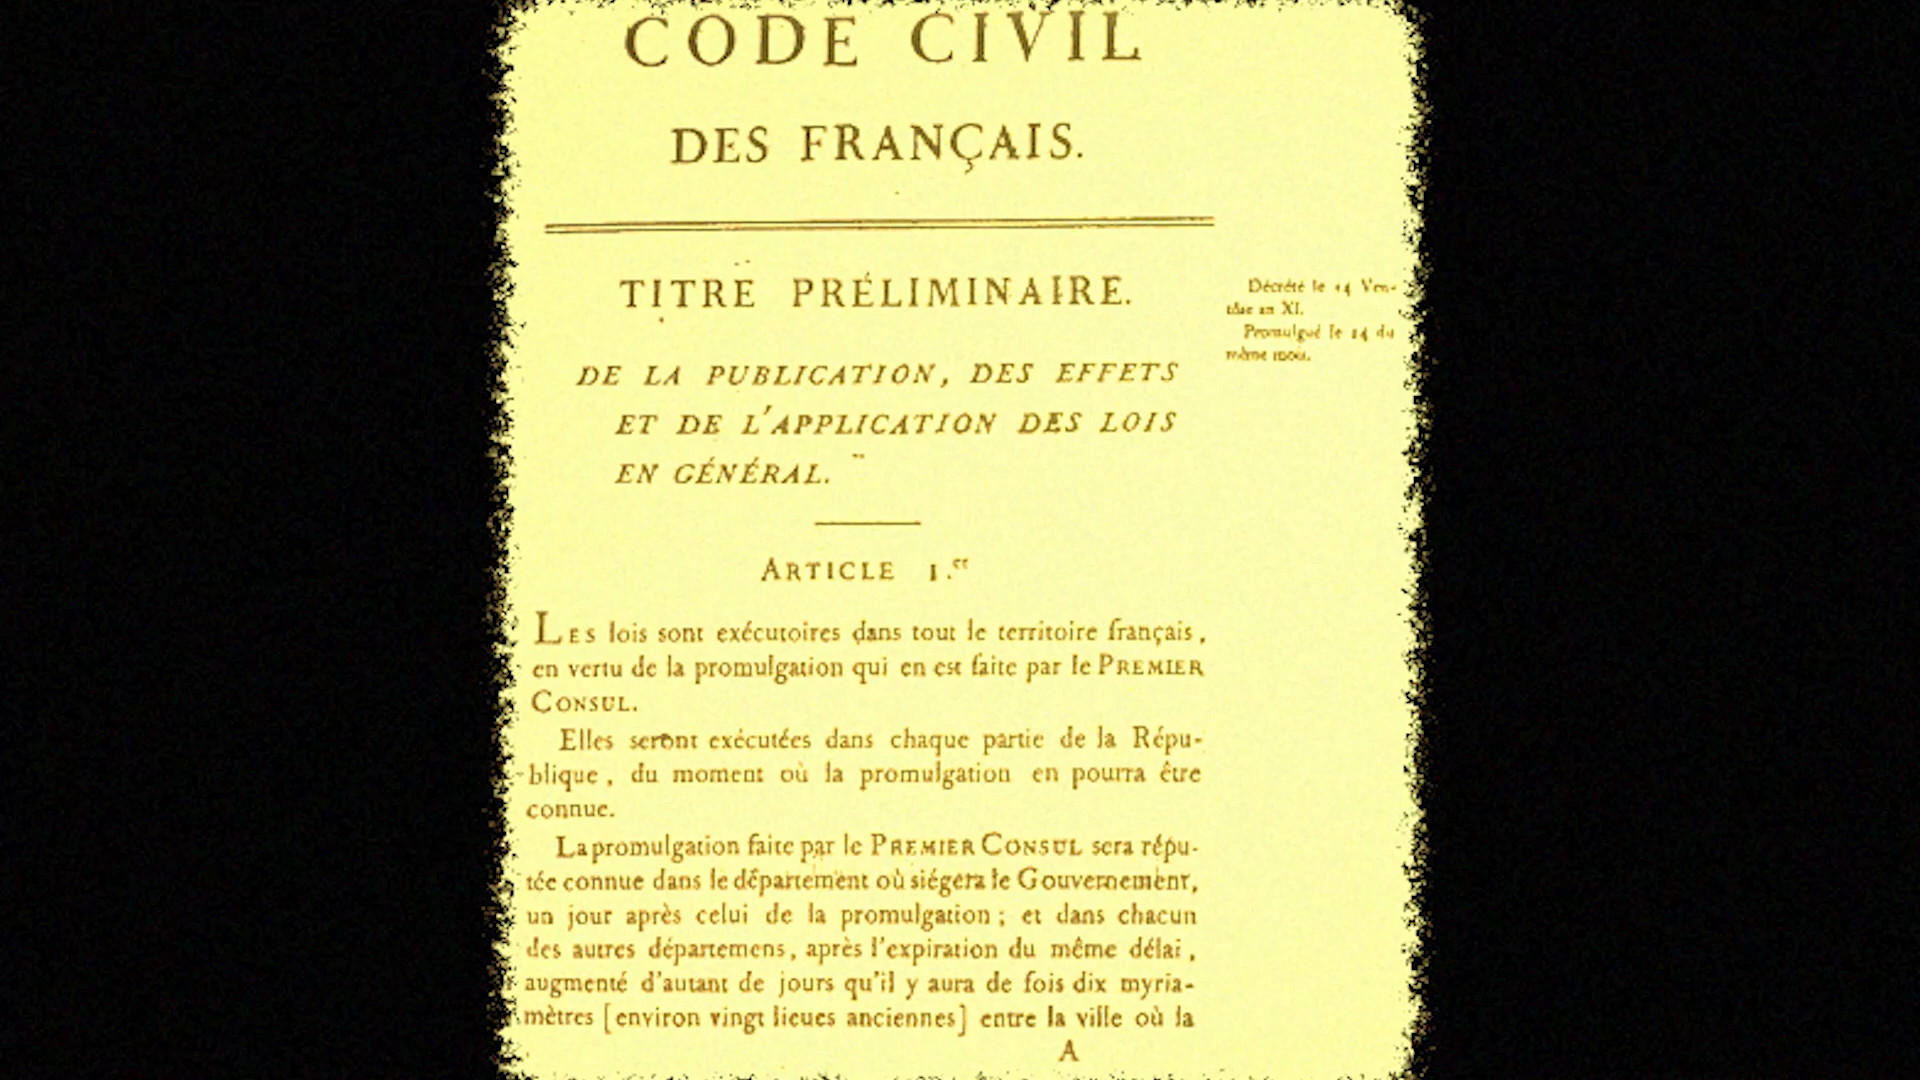 CODE CIVIL
DES FRANÇAIS.
TITRE PRÉLIMINAIRE.
Décrété le 14 Ven-
tôse an XI.
Promulgué le 24 du
même mois.
DE LA PUBLICATION, DES EFFETS
ET DE L'APPLICATION DES LOIS
EN GÉNÉRAL.
ARTICLE 1.er
LES lois sont exécutoires dans tout le territoire français,
en vertu de la promulgation qui en est faite par le PREMIER
CONSUL.
Elles seront exécutées dans chaque partie de la Répu-
blique, du moment où la promulgation en pourra être
connue.
La promulgation faite par le PREMIER CONSUL sera répu-
tée connue dans le département où siégera le Gouvernement,
un jour après celui de la promulgation; et dans chacun
des autres départemens, après l'expiration du même délai,
augmenté d'autant de jours qu'il y aura de fois dix myria-
mètres [environ vingt lieues anciennes] entre la ville où la
A